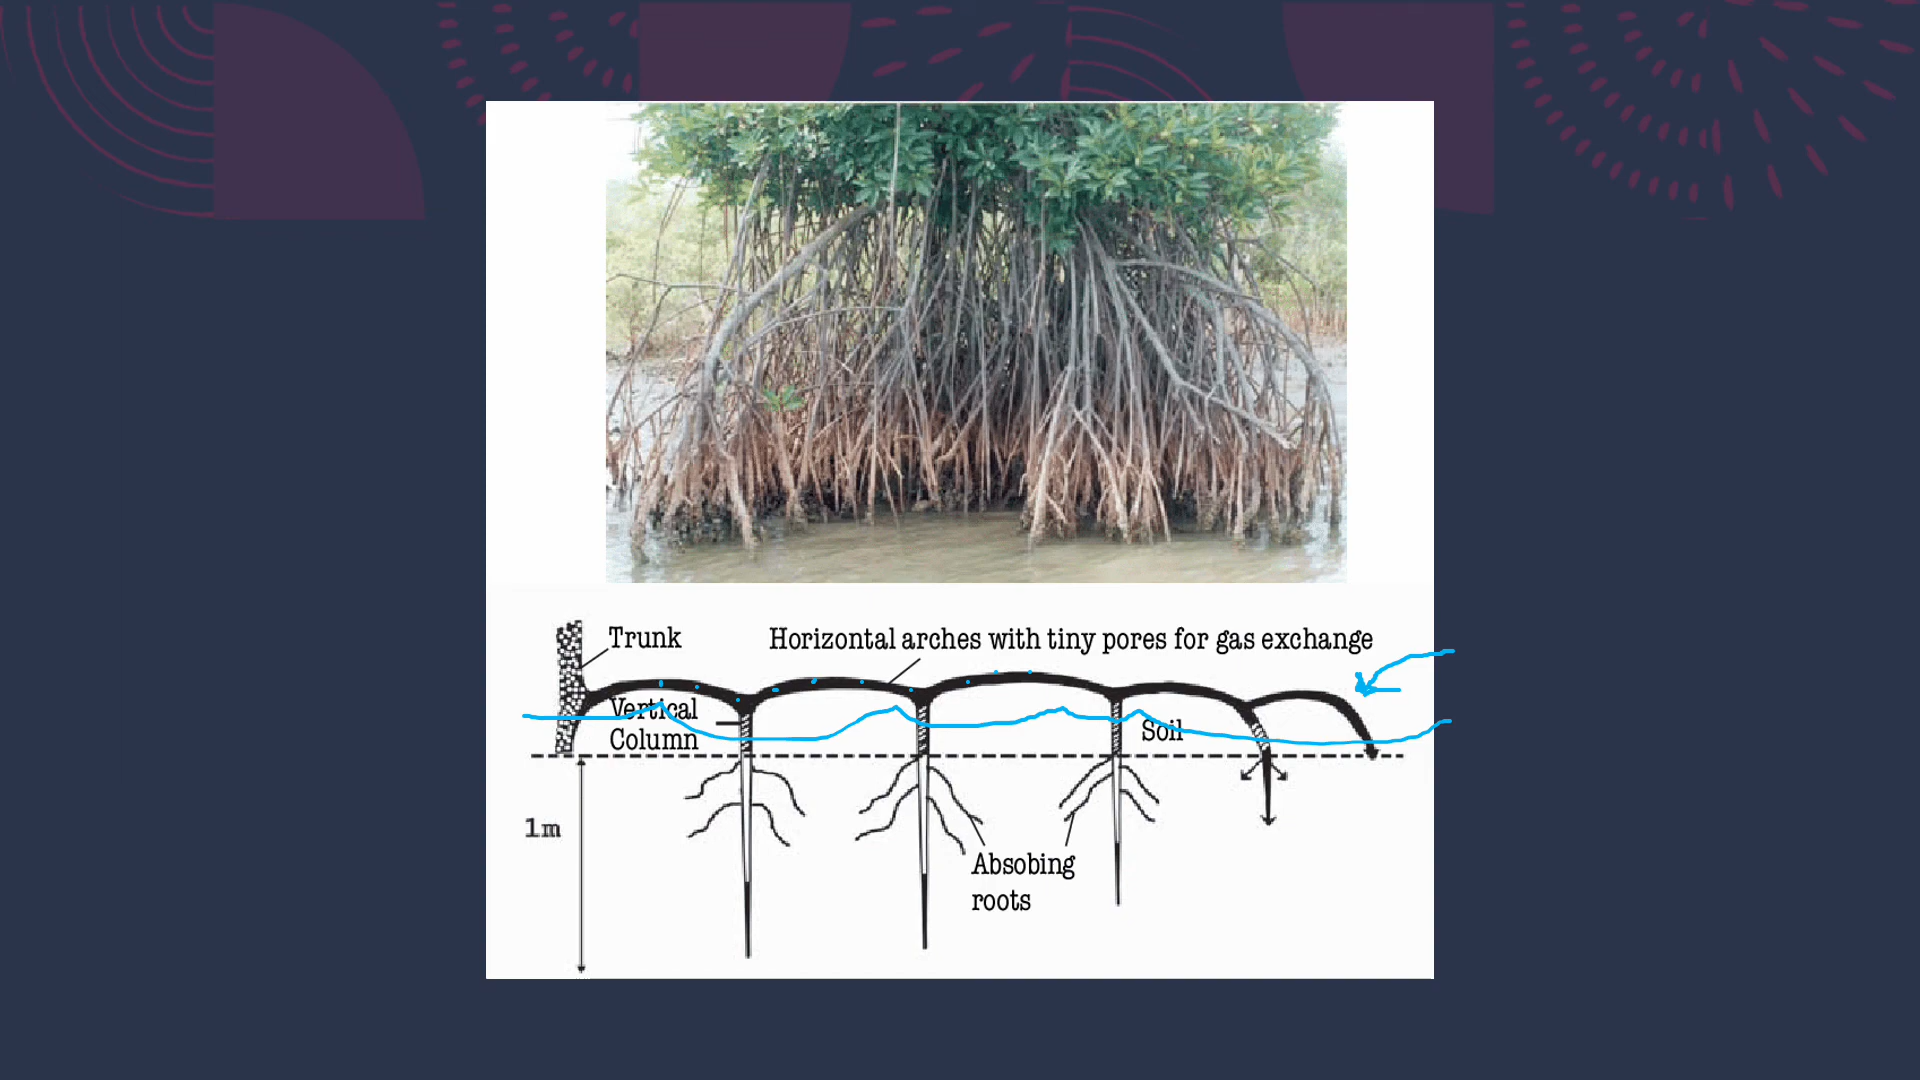 Trunk
Horizontal arches with tiny pores for gas exchange
Vertical
Column
Soil
1m
Absobing
roots